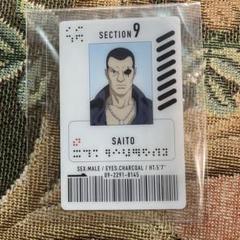 SECTION 9
SAITO
SEX:MALE / EYES:CHARCOAL / HT:5'7"
09-2291-8145